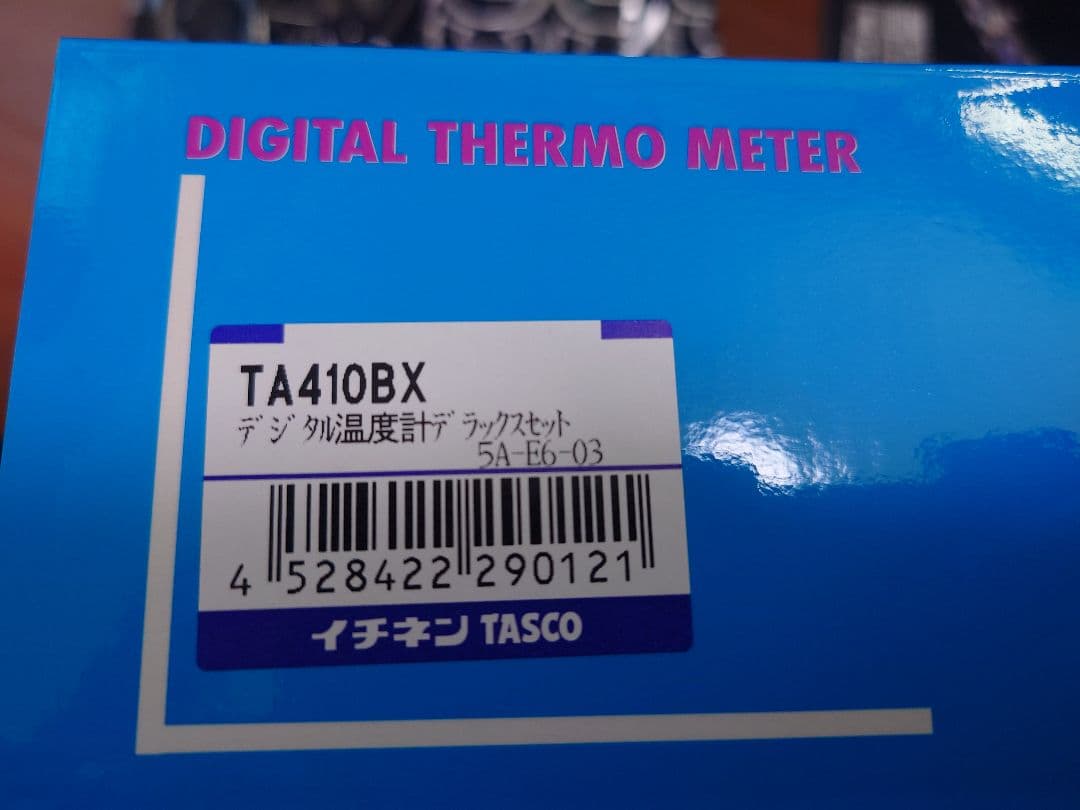 DIGITAL THERMO METER
TA410BX
デジタル温度計デラックスセット
5A-E6-03
4 528422 290121
イチネン TASCO